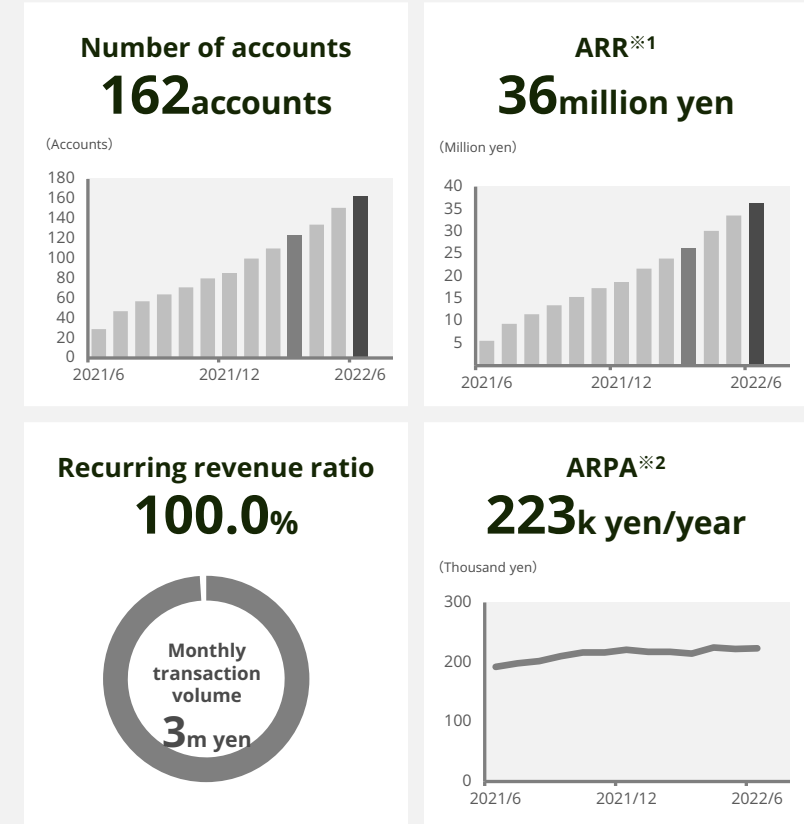 Number of accounts
162accounts
（Accounts）
180
160
140
120
100
80
60
40
20
0
2021/6
2021/12
2022/6
ARR※1
36million yen
（Million yen）
40
35
30
25
20
15
10
5
2021/6
2021/12
2022/6
Recurring revenue ratio
100.0%
Monthly
transaction
volume
3m yen
ARPA※2
223k yen/year
（Thousand yen）
300
200
100
0
2021/6
2021/12
2022/6